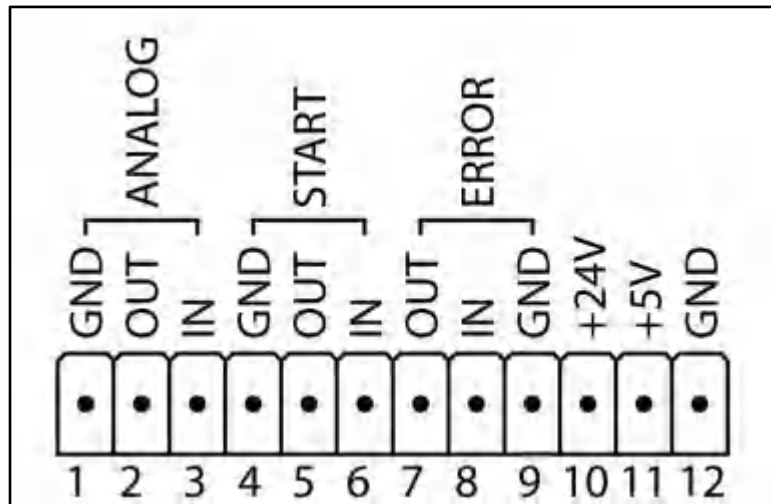 ANALOG START ERROR
GND OUT IN GND OUT IN OUT IN GND +24V +5V GND
1 2 3 4 5 6 7 8 9 10 11 12